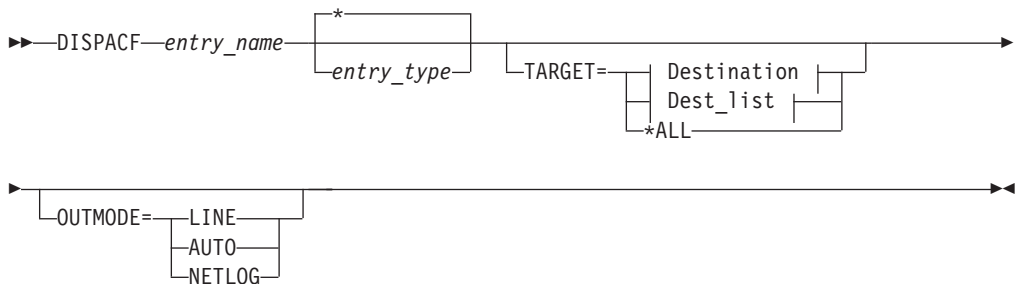 *
DISPACF entry_name
entry_type
TARGET= Destination
Dest_list
*ALL
OUTMODE= LINE
AUTO
NETLOG